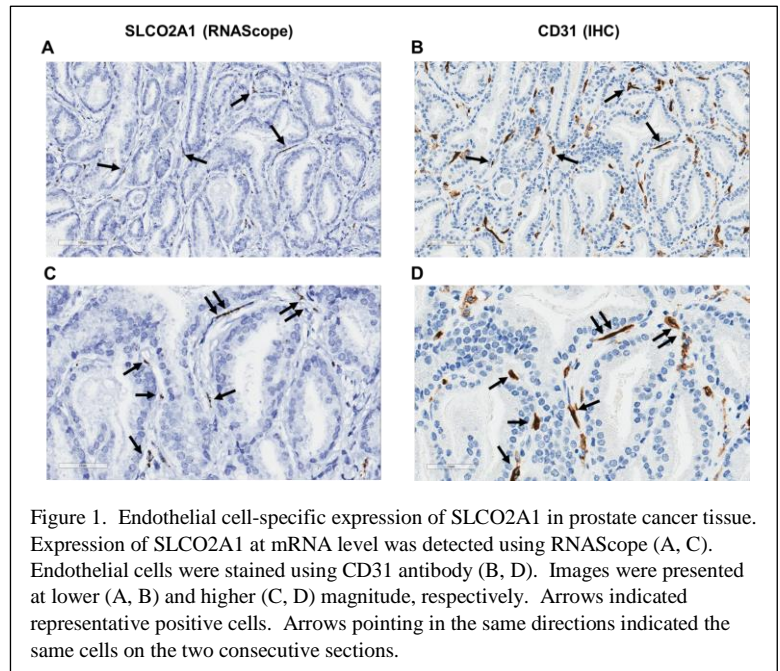 SLCO2A1 (RNAScope)
CD31 (IHC)
A
B
C
D
Figure 1. Endothelial cell-specific expression of SLCO2A1 in prostate cancer tissue.
Expression of SLCO2A1 at mRNA level was detected using RNAScope (A, C).
Endothelial cells were stained using CD31 antibody (B, D). Images were presented
at lower (A, B) and higher (C, D) magnitude, respectively. Arrows indicated
representative positive cells. Arrows pointing in the same directions indicated the
same cells on the two consecutive sections.